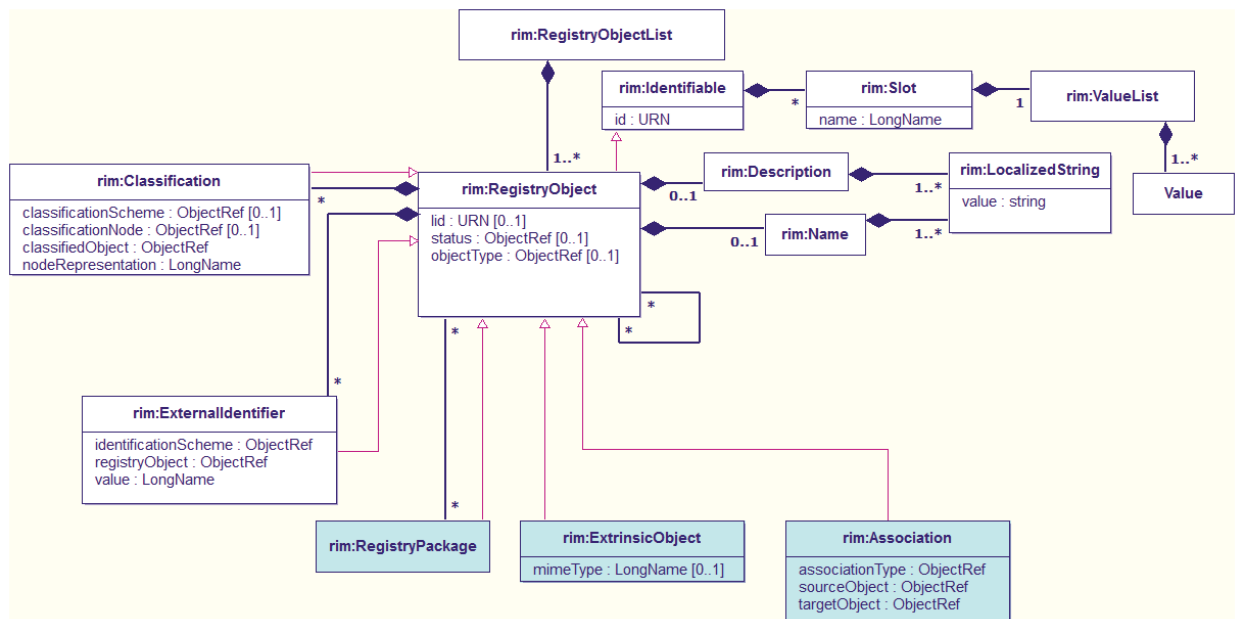 rim:RegistryObjectList
rim:Identifiable
id : URN
*
rim:Slot
name : LongName
1
rim:ValueList
1..*
Value
1..*
rim:Classification
classificationScheme : ObjectRef [0..1]
classificationNode : ObjectRef [0..1]
classifiedObject : ObjectRef
nodeRepresentation : LongName
*
rim:RegistryObject
lid : URN [0..1]
status : ObjectRef [0..1]
objectType : ObjectRef [0..1]
0..1
rim:Description
1..*
rim:LocalizedString
value : string
0..1
rim:Name
1..*
*
*
*
*
rim:ExternalIdentifier
identificationScheme : ObjectRef
registryObject : ObjectRef
value : LongName
*
rim:RegistryPackage
rim:ExtrinsicObject
mimeType : LongName [0..1]
rim:Association
associationType : ObjectRef
sourceObject : ObjectRef
targetObject : ObjectRef